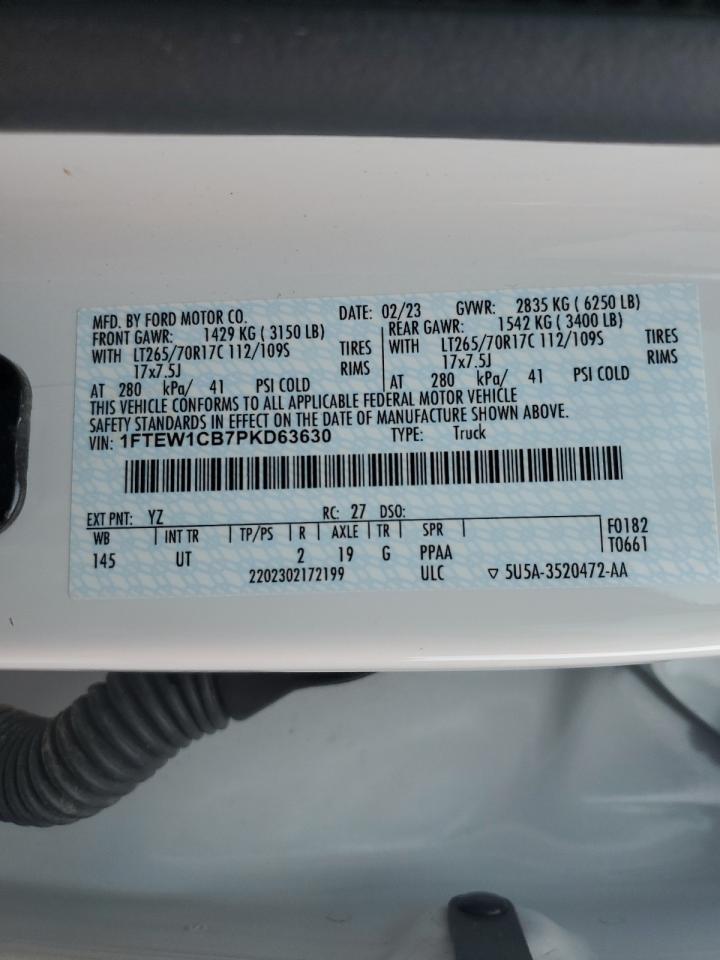 MFD. BY FORD MOTOR CO. DATE: 02/23 GVWR: 2835 KG ( 6250 LB)
FRONT GAWR: 1429 KG ( 3150 LB) REAR GAWR: 1542 KG ( 3400 LB)
WITH LT265/70R17C 112/109S TIRES WITH LT265/70R17C 112/109S TIRES
17x7.5J RIMS 17x7.5J RIMS
AT 280 kPa/ 41 PSI COLD AT 280 kPa/ 41 PSI COLD
THIS VEHICLE CONFORMS TO ALL APPLICABLE FEDERAL MOTOR VEHICLE
SAFETY STANDARDS IN EFFECT ON THE DATE OF MANUFACTURE SHOWN ABOVE.
VIN: 1FTEW1CB7PKD63630 TYPE: Truck
EXT PNT: YZ RC: 27 DSO:
WB INT TR TP/PS R AXLE TR SPR F0182
145 UT 2 19 G PPAA T0661
2202302172199 ULC ▽ 5U5A-3520472-AA